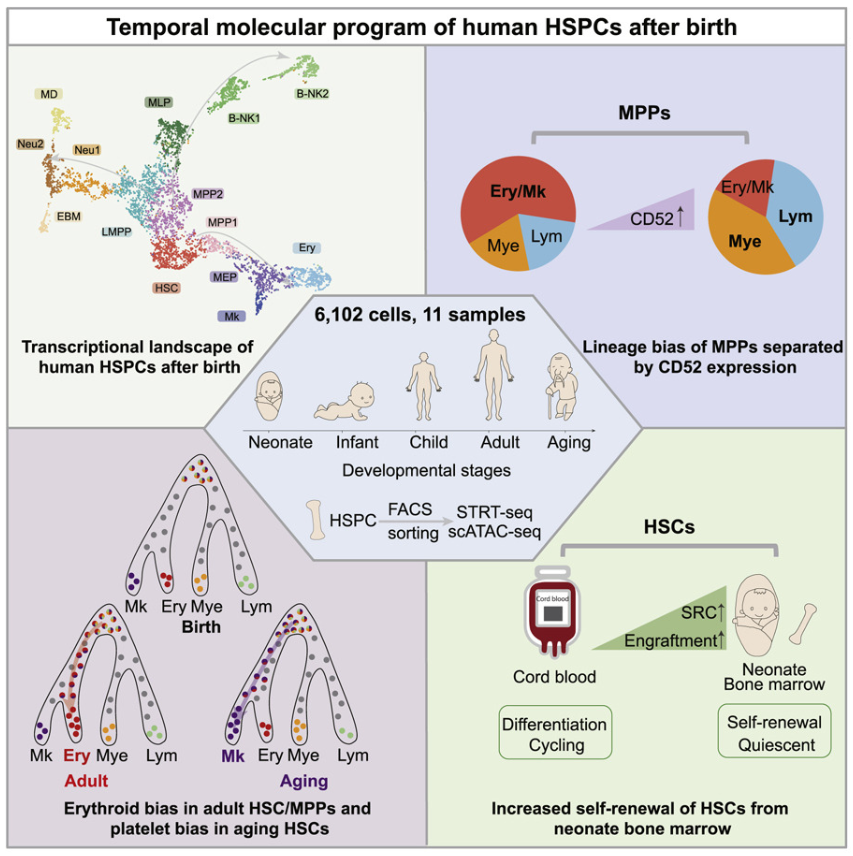 Temporal molecular program of human HSPCs after birth
MD
MLP
B-NK2
B-NK1
Neu2
Neu1
MPP2
EBM
LMPP
MPP1
Ery
MEP
HSC
Mk
Transcriptional landscape of
human HSPCs after birth
MPPs
Ery/Mk
Mye
Lym
CD52↑
Ery/Mk
Lym
Mye
Lineage bias of MPPs separated
by CD52 expression
6,102 cells, 11 samples
Neonate Infant Child Adult Aging
Developmental stages
HSPC
FACS
sorting
STRT-seq
scATAC-seq
Mk Ery Mye Lym
Birth
Mk Ery Mye Lym
Adult
Mk Ery Mye Lym
Aging
Erythroid bias in adult HSC/MPPs and
platelet bias in aging HSCs
HSCs
Cord blood
SRC↑
Engraftment↑
Cord blood
Neonate
Bone marrow
Differentiation
Cycling
Self-renewal
Quiescent
Increased self-renewal of HSCs from
neonate bone marrow